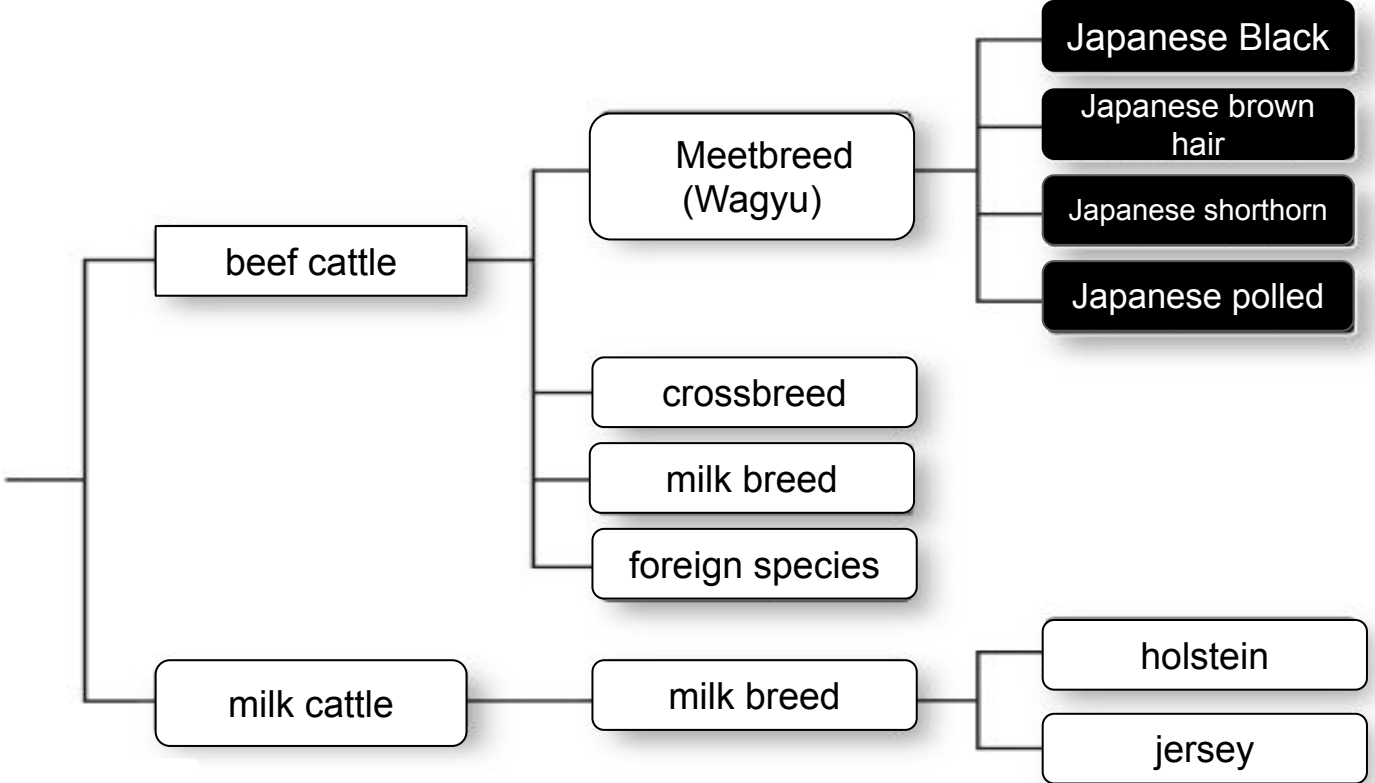 Japanese Black
Japanese brown
hair
Meetbreed
(Wagyu)
Japanese shorthorn
beef cattle
Japanese polled
crossbreed
milk breed
foreign species
holstein
milk cattle
milk breed
jersey